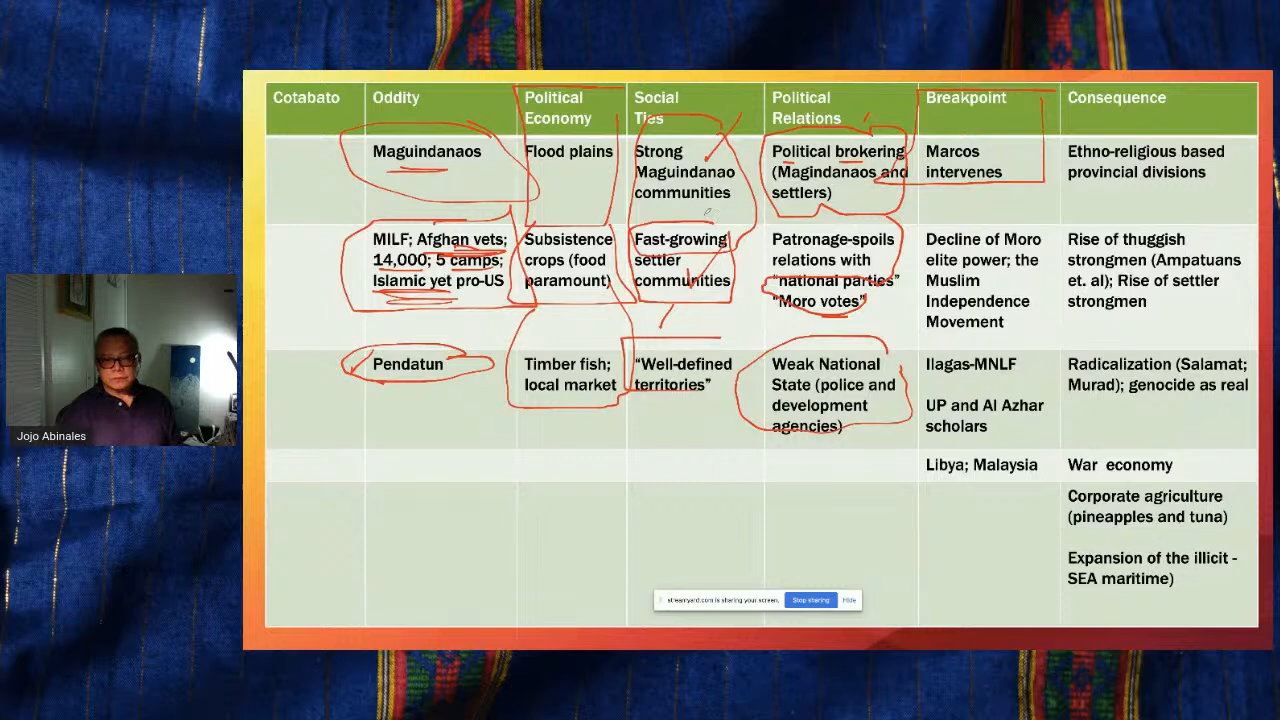 Cotabato
Oddity
Political
Economy
Social
Ties
Political
Relations
Breakpoint
Consequence
Maguindanaos
Flood plains
Strong
Maguindanao
communities
Political brokering
(Magindanaos and
settlers)
Marcos
intervenes
Ethno-religious based
provincial divisions
MILF; Afghan vets;
14,000; 5 camps;
Islamic yet pro-US
Subsistence
crops (food
paramount)
Fast-growing
settler
communities
Patronage-spoils
relations with
“national parties”
“Moro votes”
Decline of Moro
elite power; the
Muslim
Independence
Movement
Rise of thuggish
strongmen (Ampatuans
et. al); Rise of settler
strongmen
Pendatun
Timber fish;
local market
“Well-defined
territories”
Weak National
State (police and
development
agencies)
Ilagas-MNLF
UP and Al Azhar
scholars
Radicalization (Salamat;
Murad); genocide as real
Libya; Malaysia
War economy
Corporate agriculture
(pineapples and tuna)
Expansion of the illicit -
SEA maritime)
Jojo Abinales
streamyard.com is sharing your screen.
Stop sharing
Hide